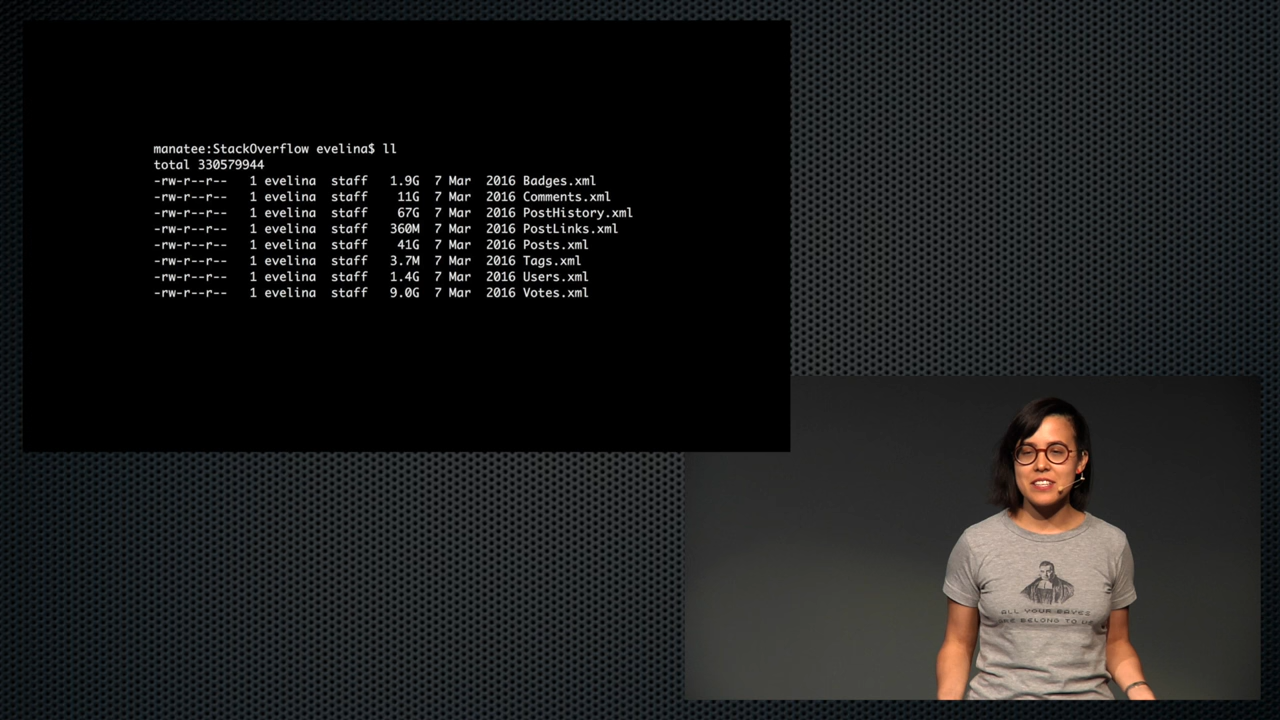 manatee:StackOverflow evelina$ ll
total 330579944
-rw-r--r--   1 evelina  staff   1.9G  7 Mar  2016 Badges.xml
-rw-r--r--   1 evelina  staff    11G  7 Mar  2016 Comments.xml
-rw-r--r--   1 evelina  staff    67G  7 Mar  2016 PostHistory.xml
-rw-r--r--   1 evelina  staff   360M  7 Mar  2016 PostLinks.xml
-rw-r--r--   1 evelina  staff    41G  7 Mar  2016 Posts.xml
-rw-r--r--   1 evelina  staff   3.7M  7 Mar  2016 Tags.xml
-rw-r--r--   1 evelina  staff   1.4G  7 Mar  2016 Users.xml
-rw-r--r--   1 evelina  staff   9.0G  7 Mar  2016 Votes.xml
ALL YOUR BAYES
ARE BELONG TO US